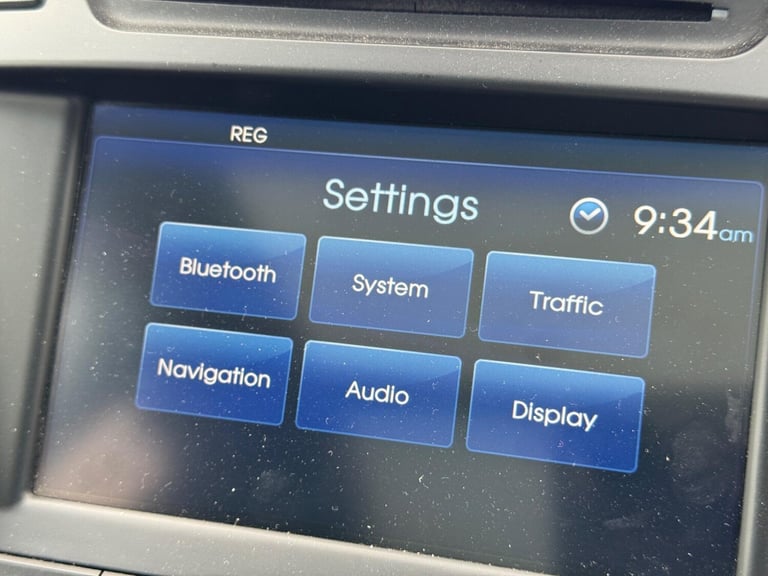 REG
Settings
9:34am
Bluetooth
System
Traffic
Navigation
Audio
Display